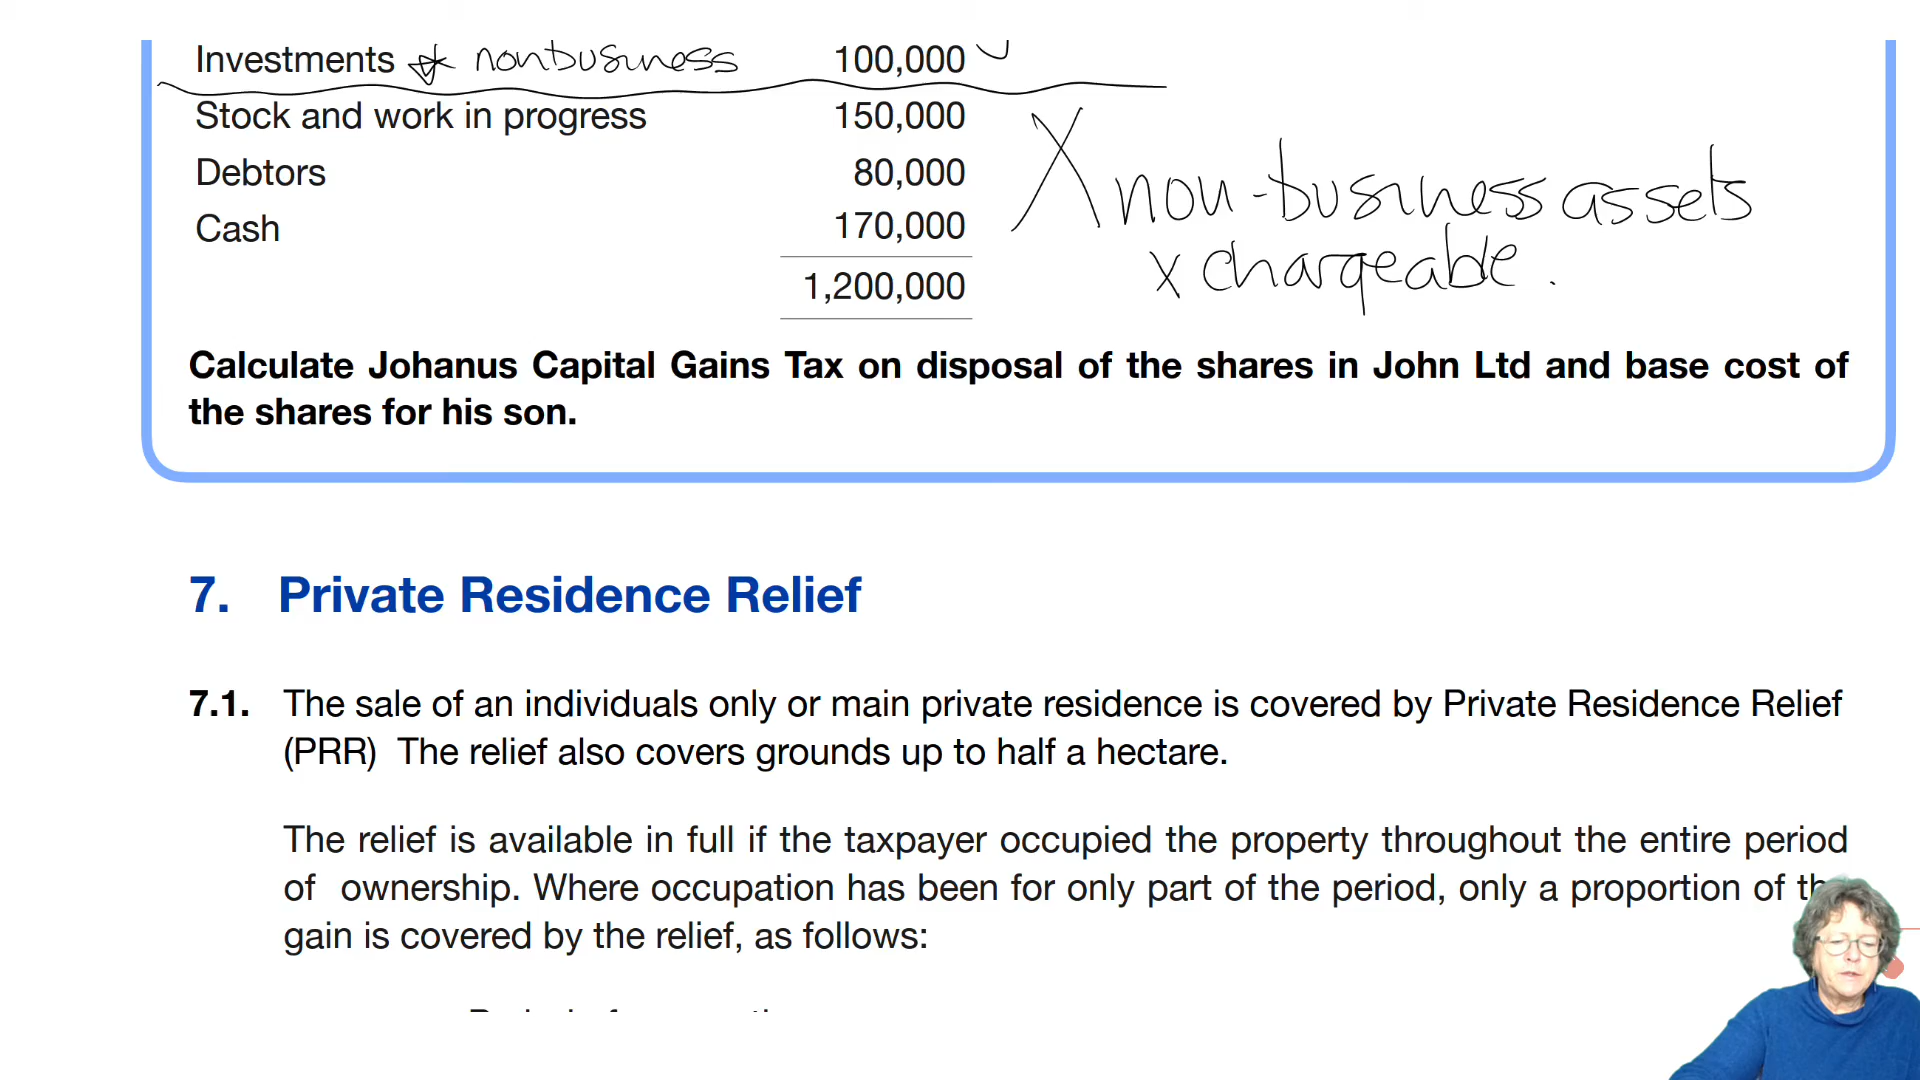 Investments * nonbusiness 100,000
Stock and work in progress 150,000
Debtors 80,000
Cash 170,000
X non-business assets
x chargeable.
1,200,000
Calculate Johanus Capital Gains Tax on disposal of the shares in John Ltd and base cost of
the shares for his son.
7. Private Residence Relief
7.1. The sale of an individuals only or main private residence is covered by Private Residence Relief
(PRR) The relief also covers grounds up to half a hectare.
The relief is available in full if the taxpayer occupied the property throughout the entire period
of ownership. Where occupation has been for only part of the period, only a proportion of
gain is covered by the relief, as follows: